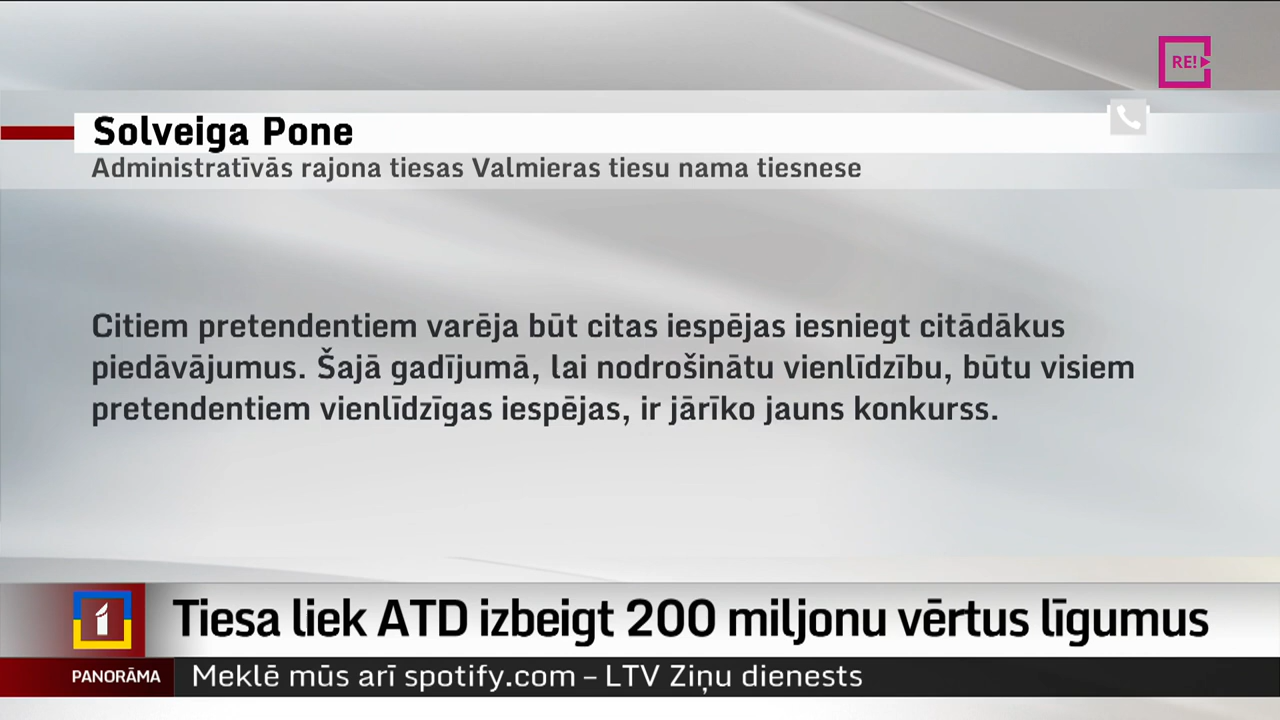 RE!
Solveiga Pone
Administratīvās rajona tiesas Valmieras tiesu nama tiesnese
Citiem pretendentiem varēja būt citas iespējas iesniegt citādākus
piedāvājumus. Šajā gadījumā, lai nodrošinātu vienlīdzību, būtu visiem
pretendentiem vienlīdzīgas iespējas, ir jārīko jauns konkurss.
1
Tiesa liek ATD izbeigt 200 miljonu vērtus līgumus
PANORĀMA
Meklē mūs arī spotify.com – LTV Ziņu dienests